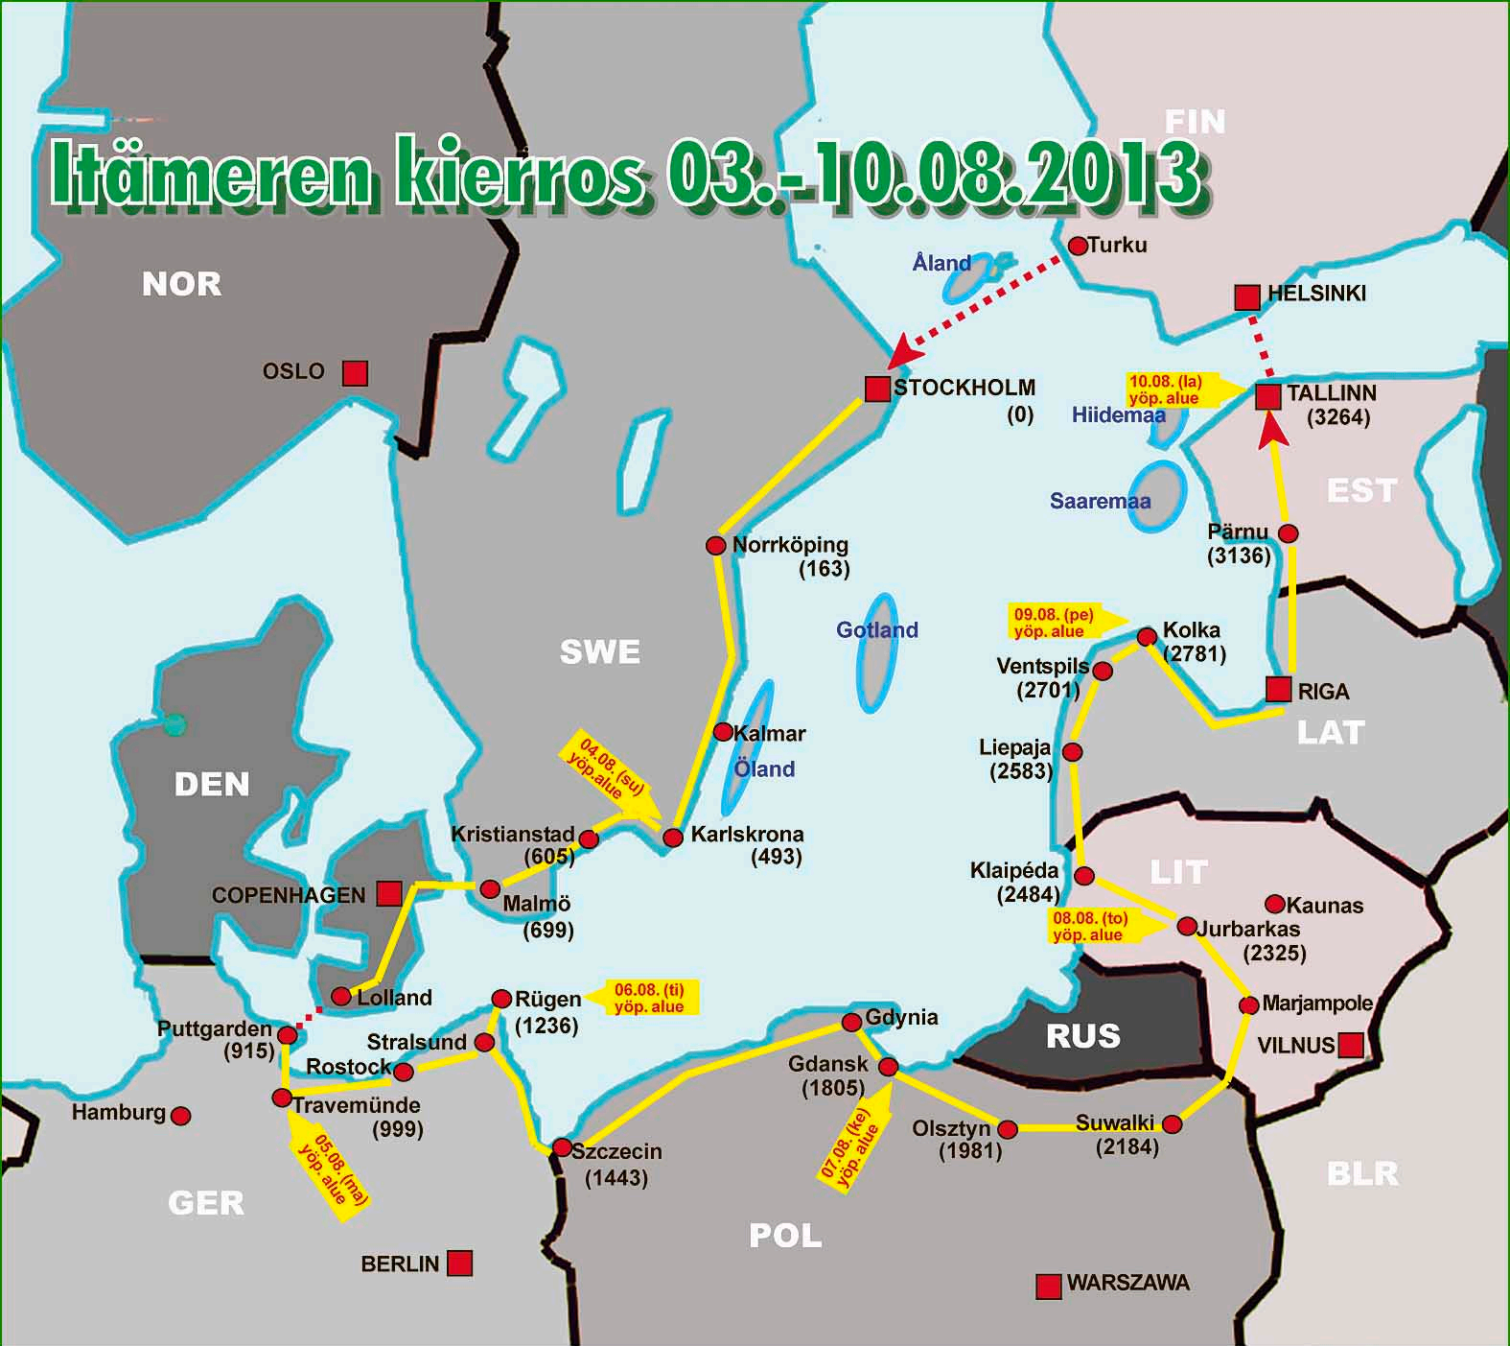 Itämeren kierros 03.-10.08.2013
FIN
Turku
Åland
NOR
HELSINKI
OSLO
STOCKHOLM
(0)
10.08. (la)
yöp. alue
TALLINN
(3264)
Hiidemaa
EST
Saaremaa
Pärnu
(3136)
Norrköping
(163)
09.08. (pe)
yöp. alue
Kolka
(2781)
Gotland
SWE
Ventspils
(2701)
RIGA
LAT
Kalmar
Öland
Liepaja
(2583)
04.08. (su)
yöp.alue
DEN
Kristianstad
(605)
Karlskrona
(493)
Klaipéda
(2484)
LIT
COPENHAGEN
Malmö
(699)
Kaunas
08.08. (to)
yöp. alue
Jurbarkas
(2325)
Lolland
Rügen
(1236)
06.08. (ti)
yöp. alue
Marjampole
Puttgarden
(915)
Stralsund
Gdynia
RUS
VILNUS
Rostock
Gdansk
(1805)
Hamburg
Travemünde
(999)
05.08. (ma)
yöp. alue
Szczecin
(1443)
07.08. (ke)
yöp. alue
Olsztyn
(1981)
Suwalki
(2184)
GER
BLR
POL
BERLIN
WARSZAWA